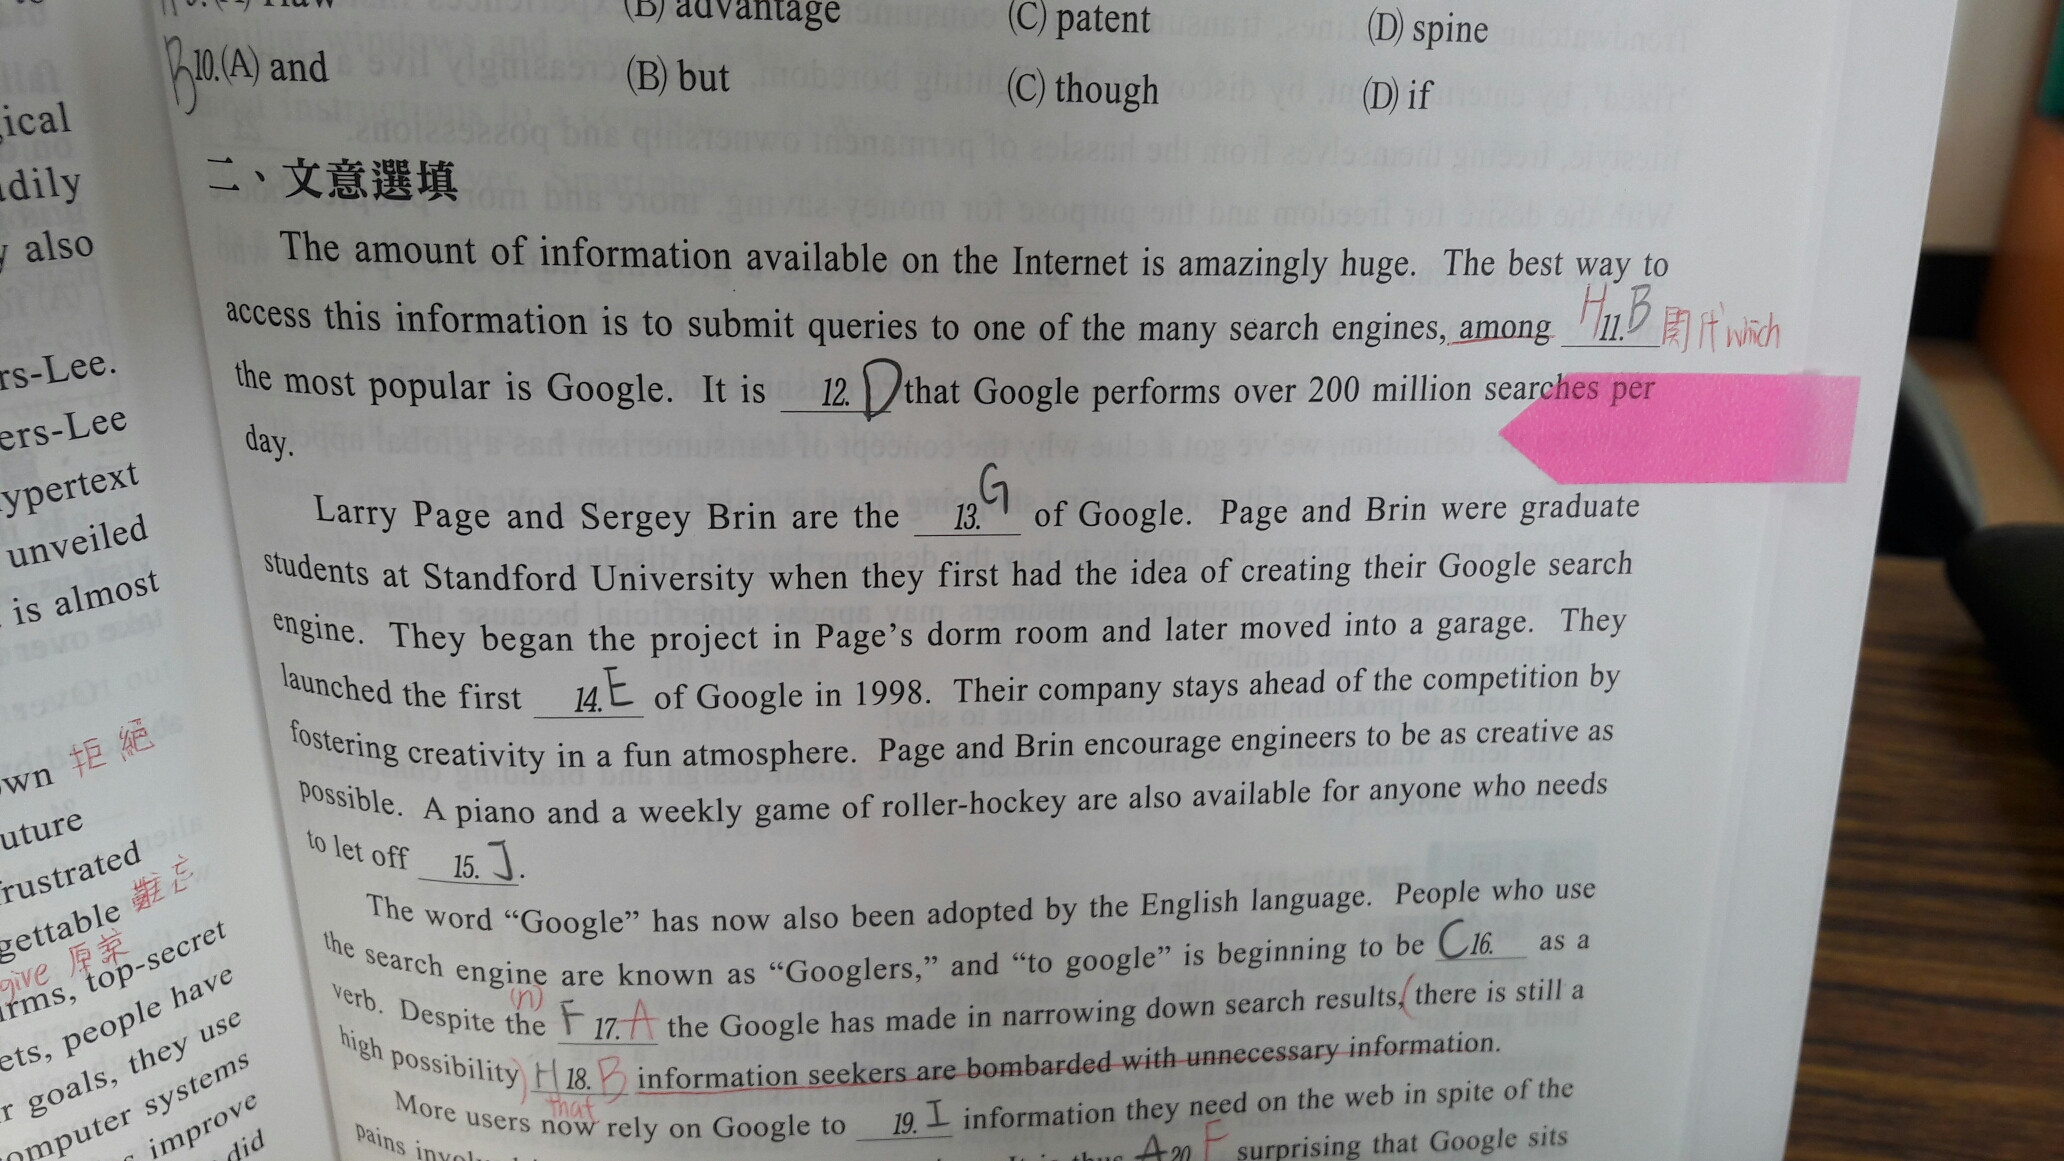 (B) advantage (C) patent (D) spine
B 10.(A) and (B) but (C) though (D) if
二、文意選填
The amount of information available on the Internet is amazingly huge. The best way to
access this information is to submit queries to one of the many search engines, among H 11. B 關代 which
the most popular is Google. It is 12. D that Google performs over 200 million searches per
day.
Larry Page and Sergey Brin are the 13. G of Google. Page and Brin were graduate
students at Standford University when they first had the idea of creating their Google search
engine. They began the project in Page's dorm room and later moved into a garage. They
launched the first 14. E of Google in 1998. Their company stays ahead of the competition by
fostering creativity in a fun atmosphere. Page and Brin encourage engineers to be as creative as
possible. A piano and a weekly game of roller-hockey are also available for anyone who needs
to let off 15. J.
The word “Google” has now also been adopted by the English language. People who use
the search engine are known as “Googlers,” and “to google” is beginning to be C 16. as a
verb. Despite the (n) F 17. A the Google has made in narrowing down search results, (there is still a
high possibility) H 18. B information seekers are bombarded with unnecessary information.
that
More users now rely on Google to 19. I information they need on the web in spite of the
pains A 20 F surprising that Google sits
ical
dily
also
rs-Lee.
ers-Lee
ypertext
unveiled
is almost
own 拒絕
uture
rustrated
gettable 難忘
give 原諒
rms, top-secret
ets, people have
r goals, they use
omputer systems
improve
did